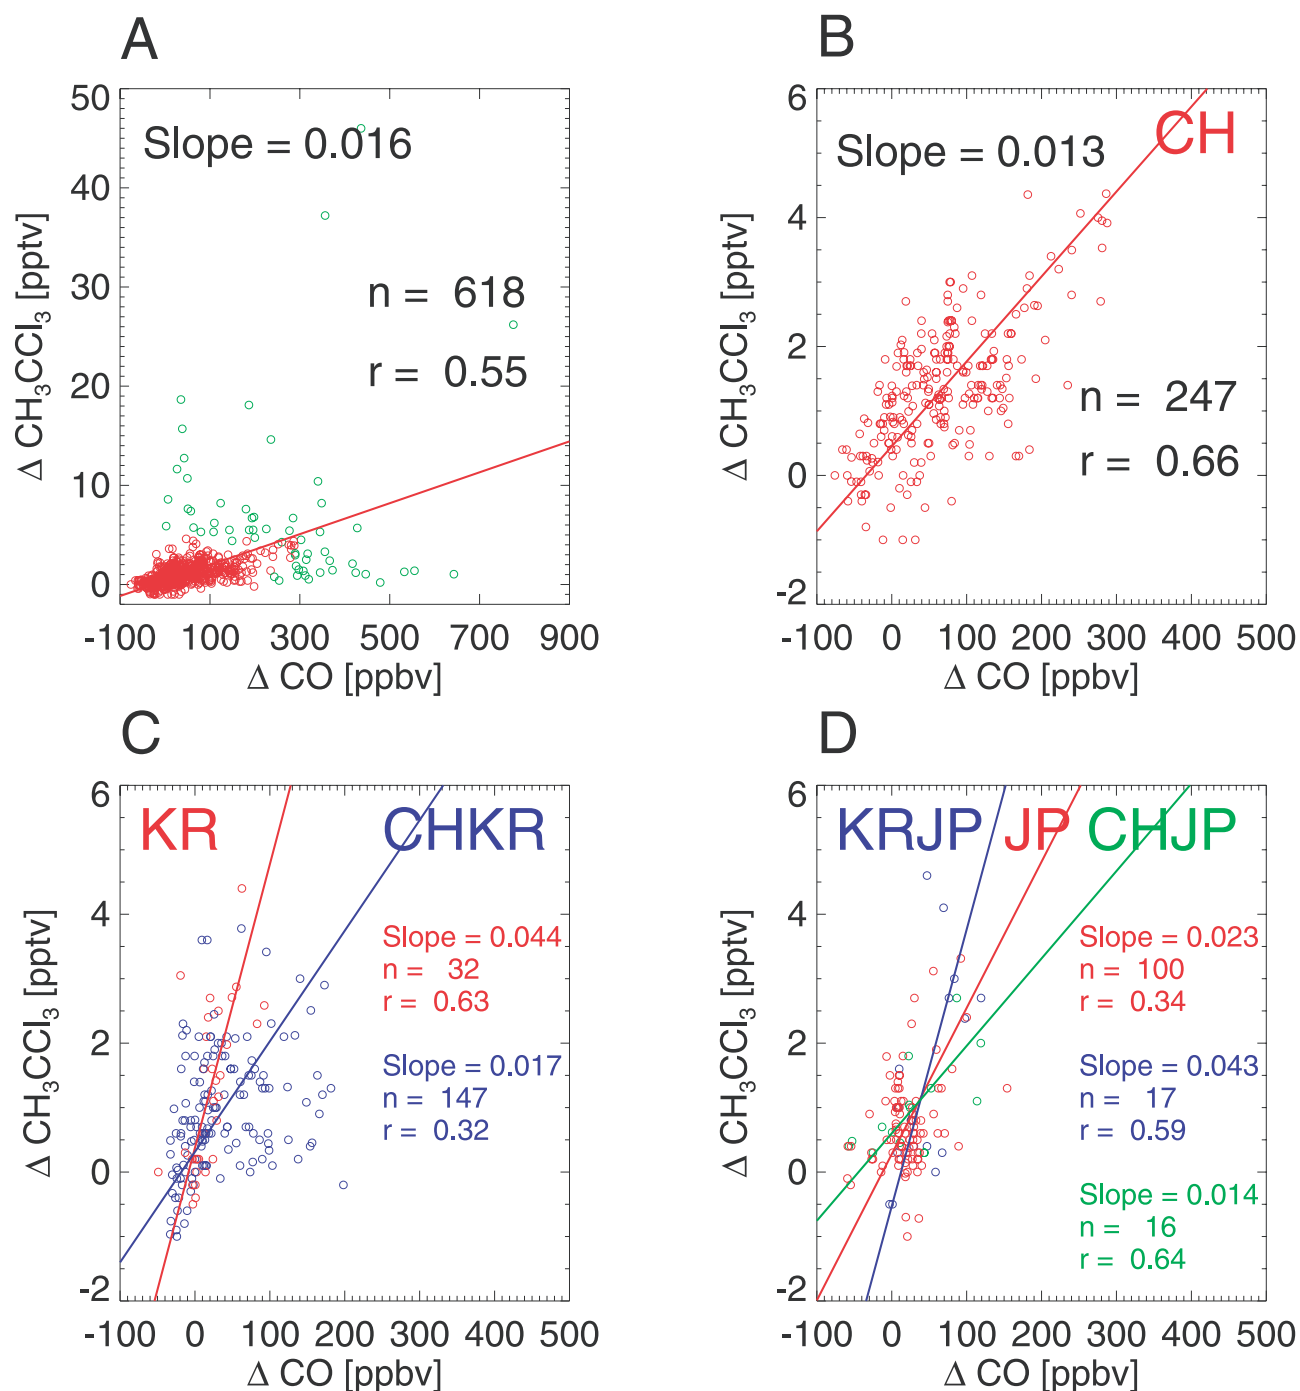 A
Δ CH3CCl3 [pptv]
50
40
30
20
10
0
Slope = 0.016
n = 618
r = 0.55
-100 100 300 500 700 900
Δ CO [ppbv]
B
Δ CH3CCl3 [pptv]
6
4
2
0
-2
CH
Slope = 0.013
n = 247
r = 0.66
-100 0 100 200 300 400 500
Δ CO [ppbv]
C
Δ CH3CCl3 [pptv]
6
4
2
0
-2
KR CHKR
Slope = 0.044
n = 32
r = 0.63
Slope = 0.017
n = 147
r = 0.32
-100 0 100 200 300 400 500
Δ CO [ppbv]
D
Δ CH3CCl3 [pptv]
6
4
2
0
-2
KRJP JP CHJP
Slope = 0.023
n = 100
r = 0.34
Slope = 0.043
n = 17
r = 0.59
Slope = 0.014
n = 16
r = 0.64
-100 0 100 200 300 400 500
Δ CO [ppbv]